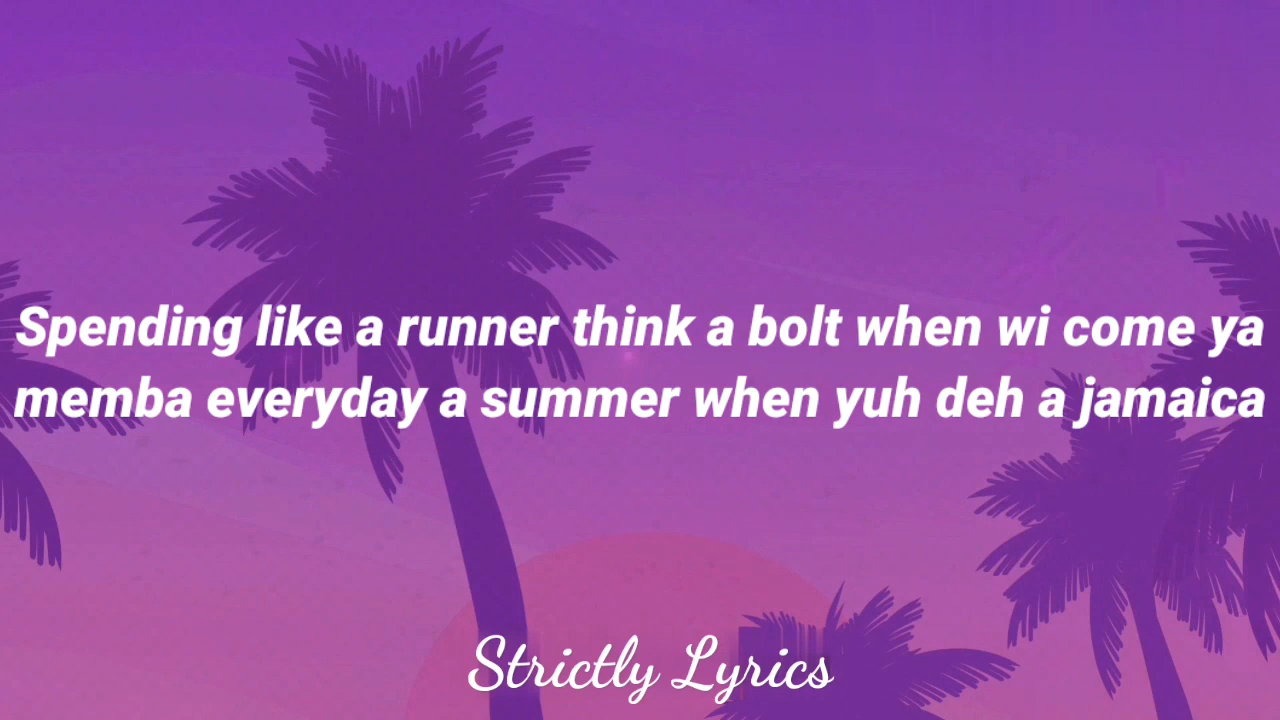 Spending like a runner think a bolt when wi come ya
memba everyday a summer when yuh deh a jamaica
Strictly Lyrics